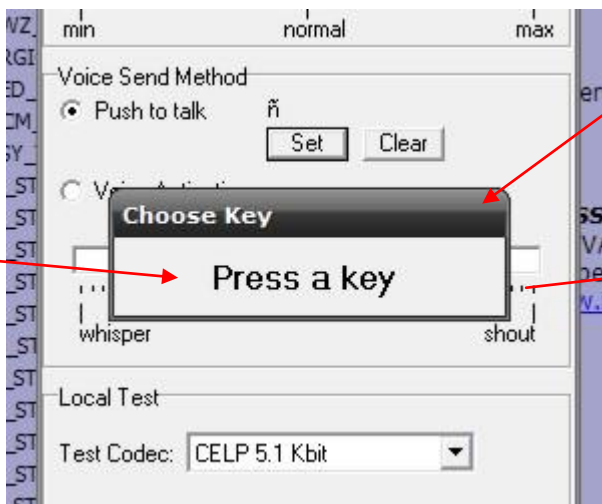 min normal max
Voice Send Method
Push to talk ñ
Set Clear
Choose Key
Press a key
whisper shout
Local Test
Test Codec: CELP 5.1 Kbit